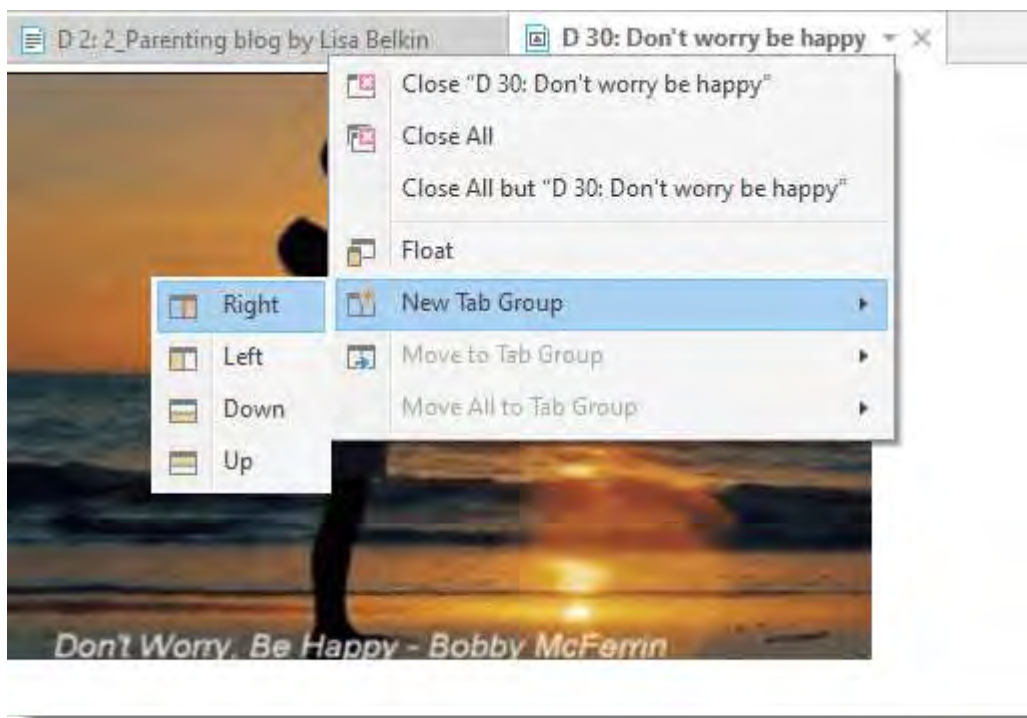 D 2: 2_Parenting blog by Lisa Belkin
D 30: Don't worry be happy
Close "D 30: Don't worry be happy"
Close All
Close All but "D 30: Don't worry be happy"
Float
New Tab Group
Right
Left
Down
Up
Move to Tab Group
Move All to Tab Group
Don't Worry, Be Happy - Bobby McFerrin